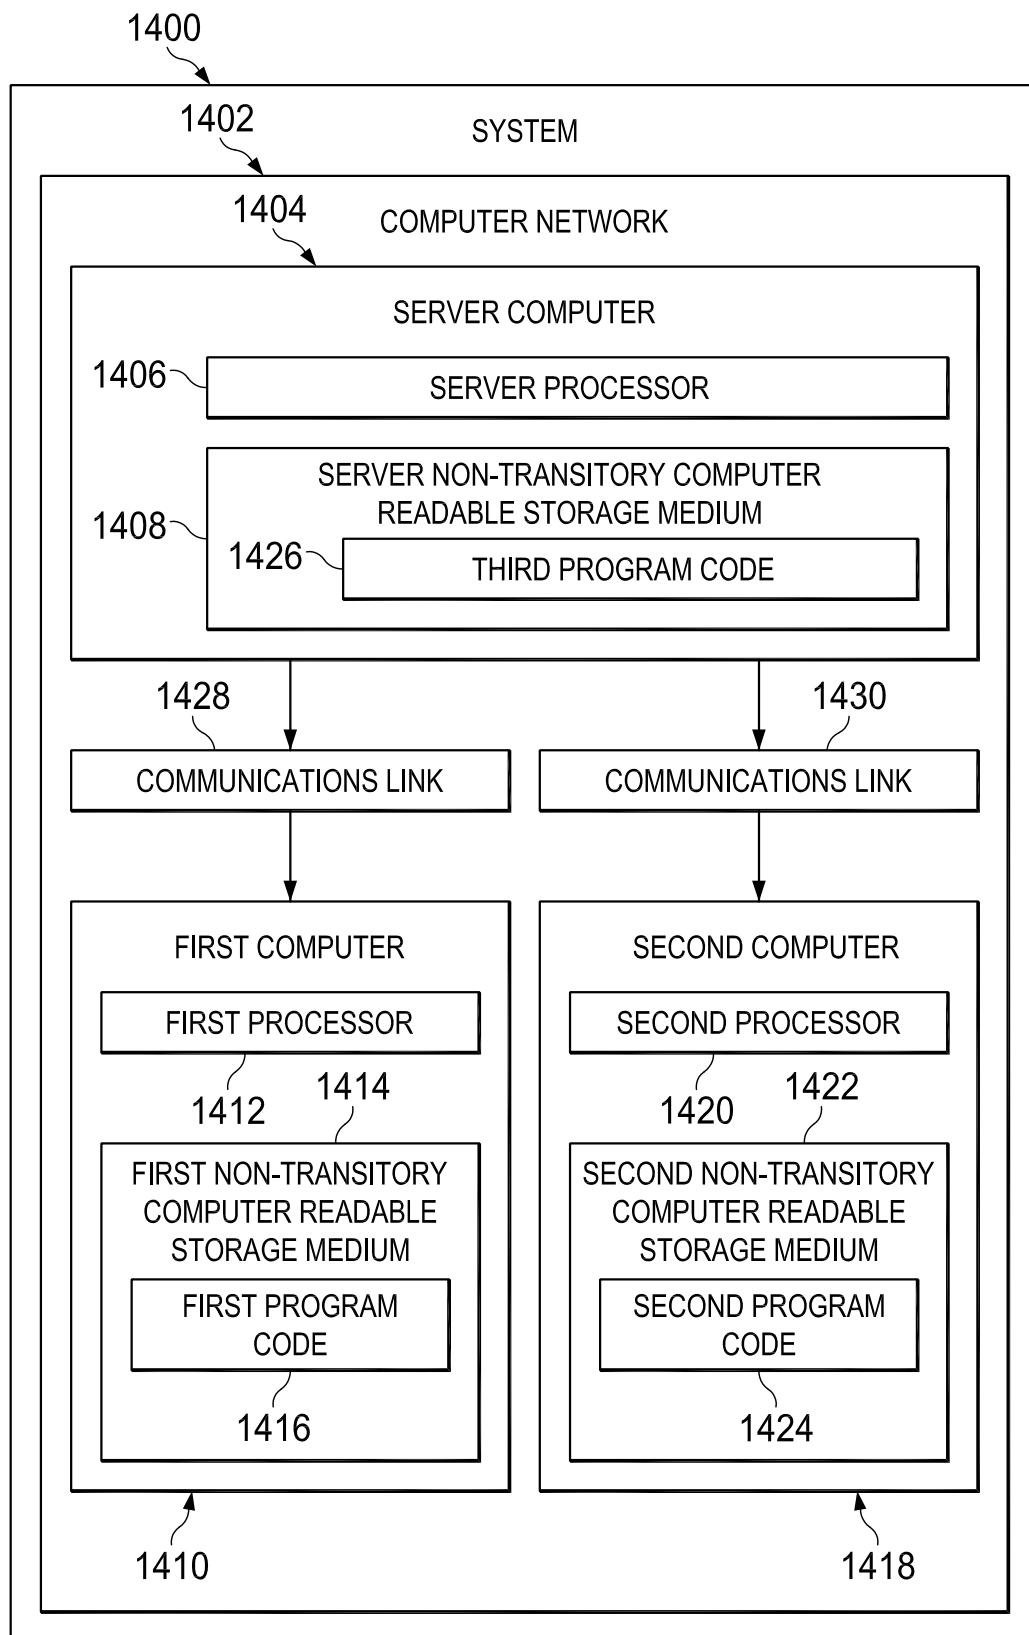 1400
1402
SYSTEM
1404
COMPUTER NETWORK
SERVER COMPUTER
1406
SERVER PROCESSOR
SERVER NON-TRANSITORY COMPUTER
READABLE STORAGE MEDIUM
1408
1426
THIRD PROGRAM CODE
1428
1430
COMMUNICATIONS LINK
COMMUNICATIONS LINK
FIRST COMPUTER
FIRST PROCESSOR
1412
1414
FIRST NON-TRANSITORY
COMPUTER READABLE
STORAGE MEDIUM
FIRST PROGRAM
CODE
1416
1410
SECOND COMPUTER
SECOND PROCESSOR
1420
1422
SECOND NON-TRANSITORY
COMPUTER READABLE
STORAGE MEDIUM
SECOND PROGRAM
CODE
1424
1418